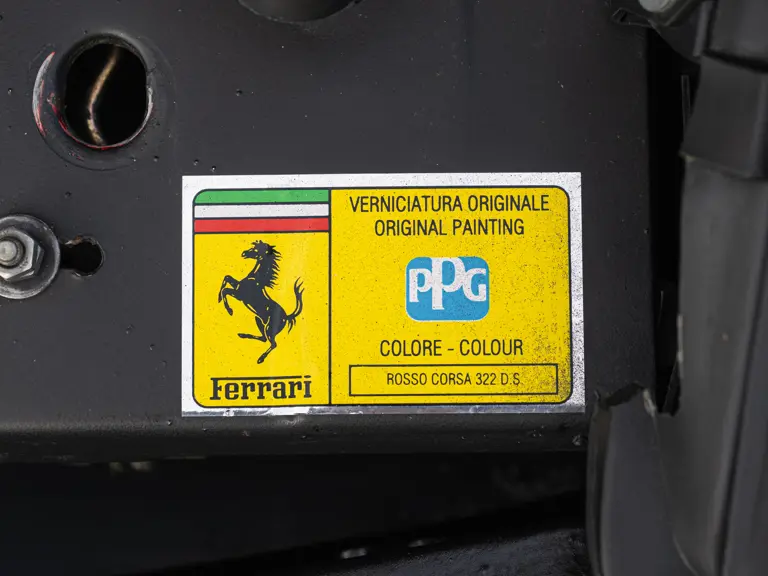 VERNICIATURA ORIGINALE
ORIGINAL PAINTING
PPG
COLORE - COLOUR
ROSSO CORSA 322 D.S.
Ferrari